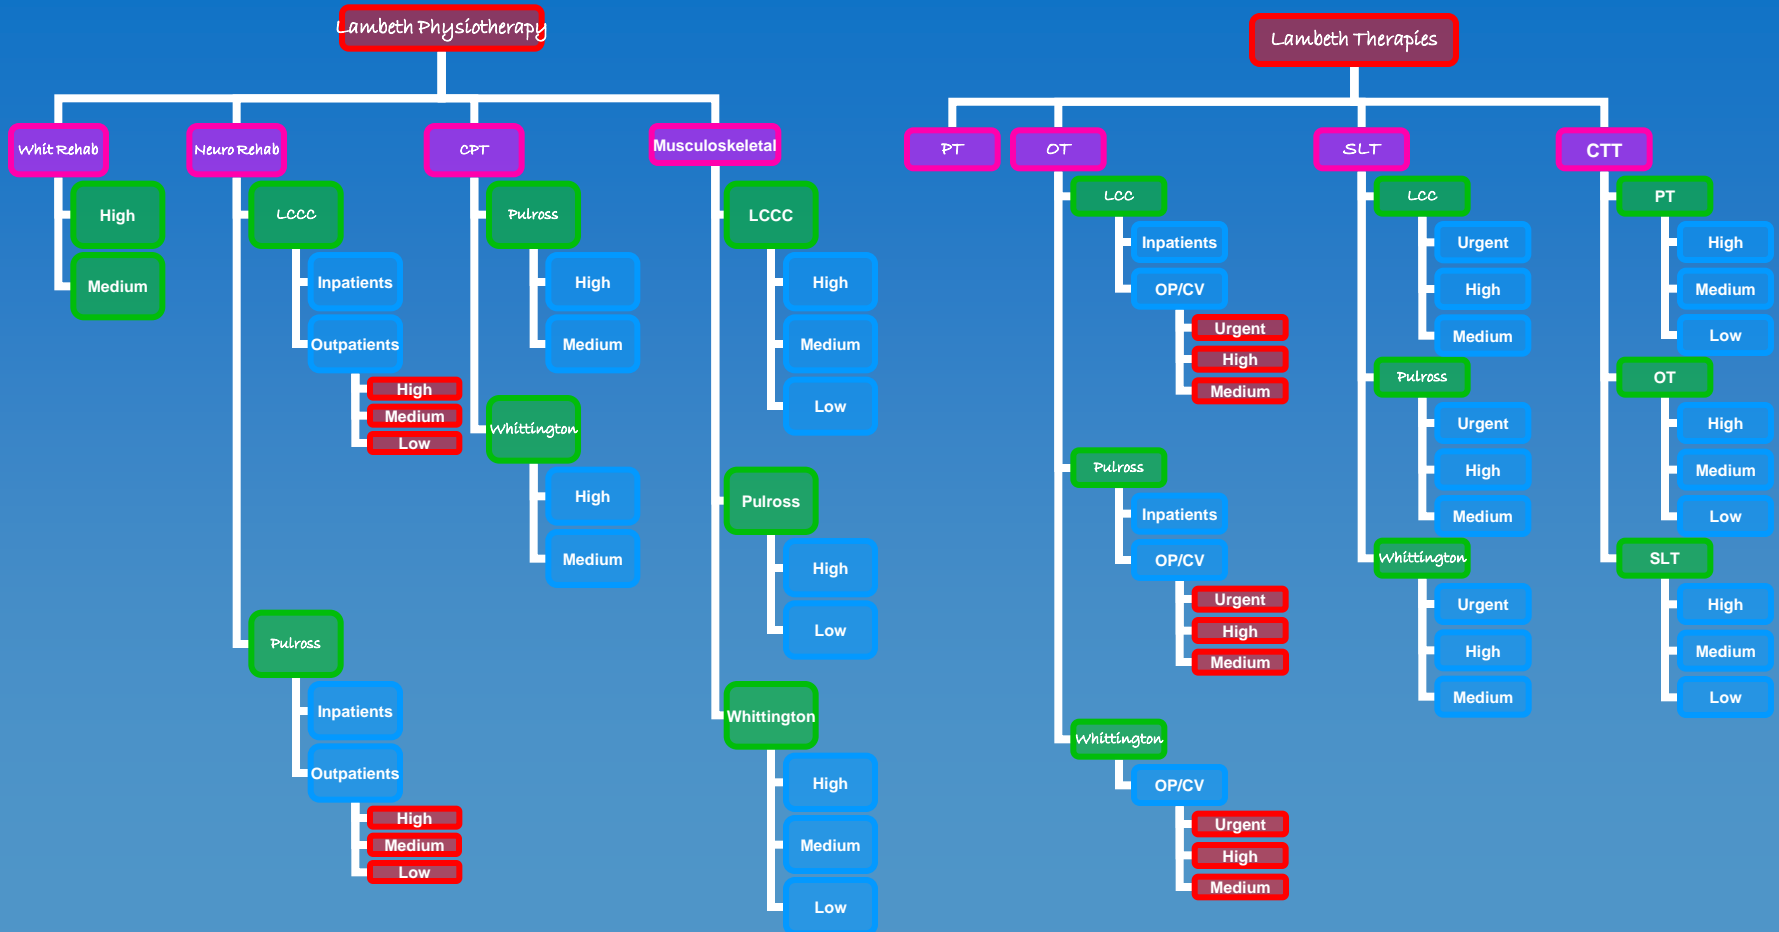 Lambeth Physiotherapy
Whit Rehab
High
Medium
Neuro Rehab
LCCC
Inpatients
Outpatients
High
Medium
Low
Pulross
Inpatients
Outpatients
High
Medium
Low
CPT
Pulross
High
Medium
Whittington
High
Medium
Musculoskeletal
LCCC
High
Medium
Low
Pulross
High
Low
Whittington
High
Medium
Low
Lambeth Therapies
PT
OT
LCC
Inpatients
OP/CV
Urgent
High
Medium
Pulross
Inpatients
OP/CV
Urgent
High
Medium
Whittington
OP/CV
Urgent
High
Medium
SLT
LCC
Urgent
High
Medium
Pulross
Urgent
High
Medium
Whittington
Urgent
High
Medium
CTT
PT
High
Medium
Low
OT
High
Medium
Low
SLT
High
Medium
Low